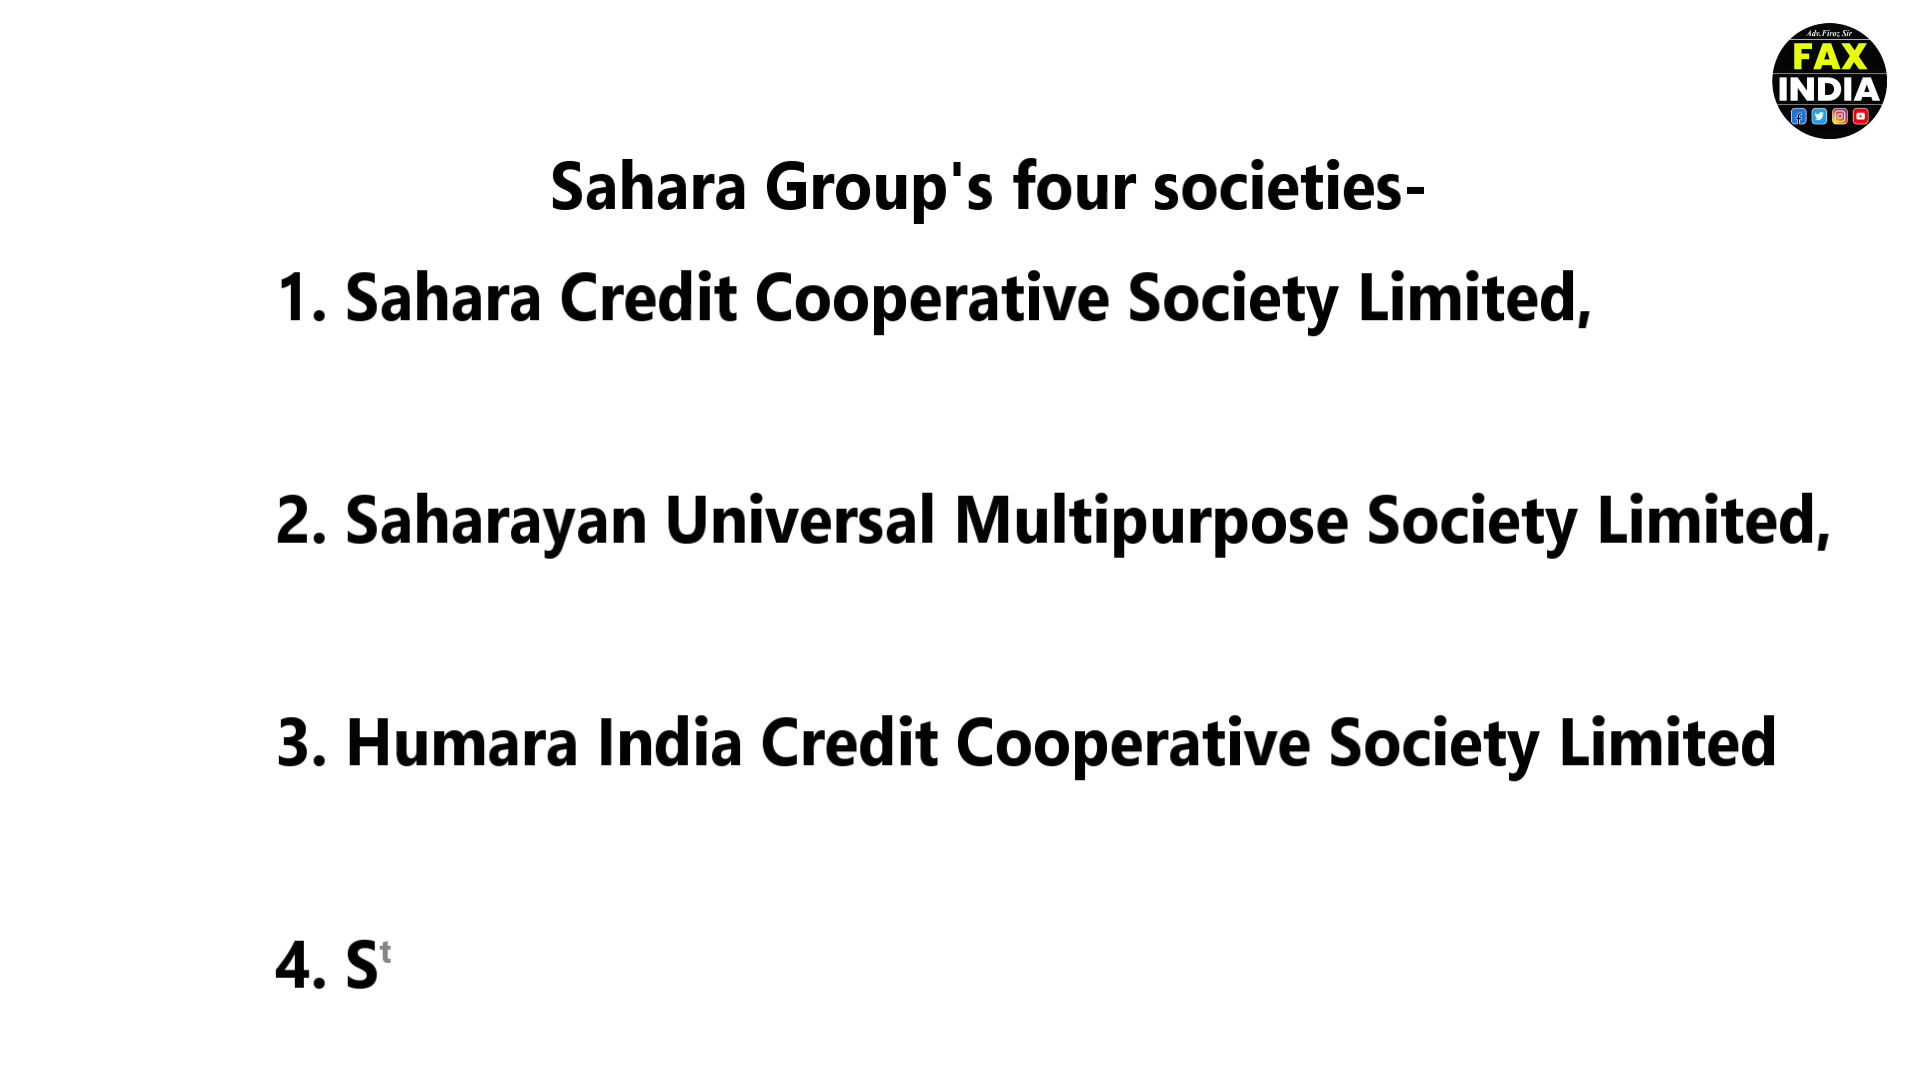 Adv.Firoz Sir
FAX
INDIA
Sahara Group's four societies-
1. Sahara Credit Cooperative Society Limited,
2. Saharayan Universal Multipurpose Society Limited,
3. Humara India Credit Cooperative Society Limited
4. St